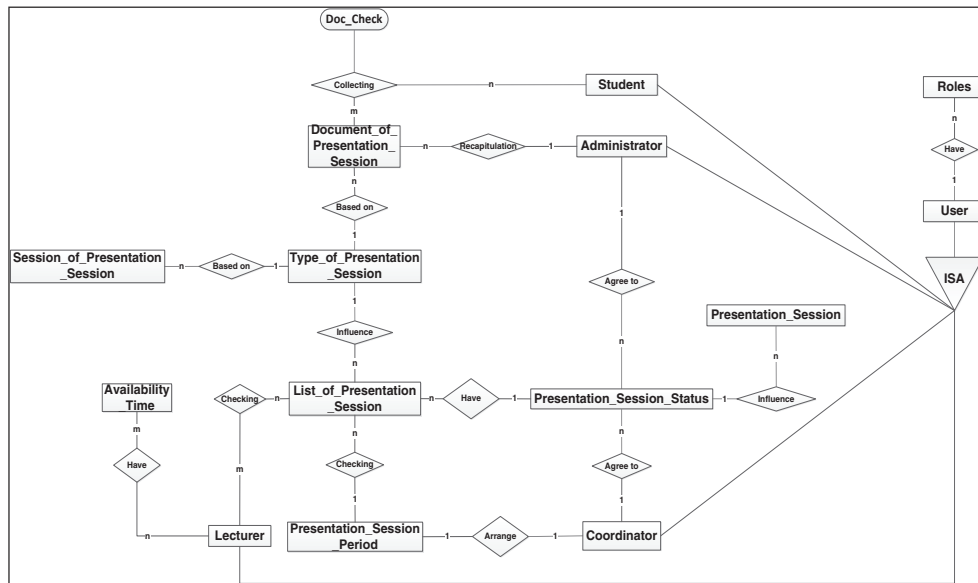 Doc_Check
Collecting
n
Student
Roles
m
n
Document_of_
Presentation_
Session
n
Recapitulation
1
Administrator
Have
n
1
1
Based on
User
1
Session_of_Presentation
_Session
n
Based on
1
Type_of_Presentation
_Session
ISA
Agree to
1
Presentation_Session
Influence
n
n
n
Availability
_Time
Checking
n
List_of_Presentation
_Session
n
Have
1
Presentation_Session_Status
1
Influence
m
n
n
Have
Checking
Agree to
m
1
1
n
Lecturer
Presentation_Session
_Period
1
Arrange
1
Coordinator